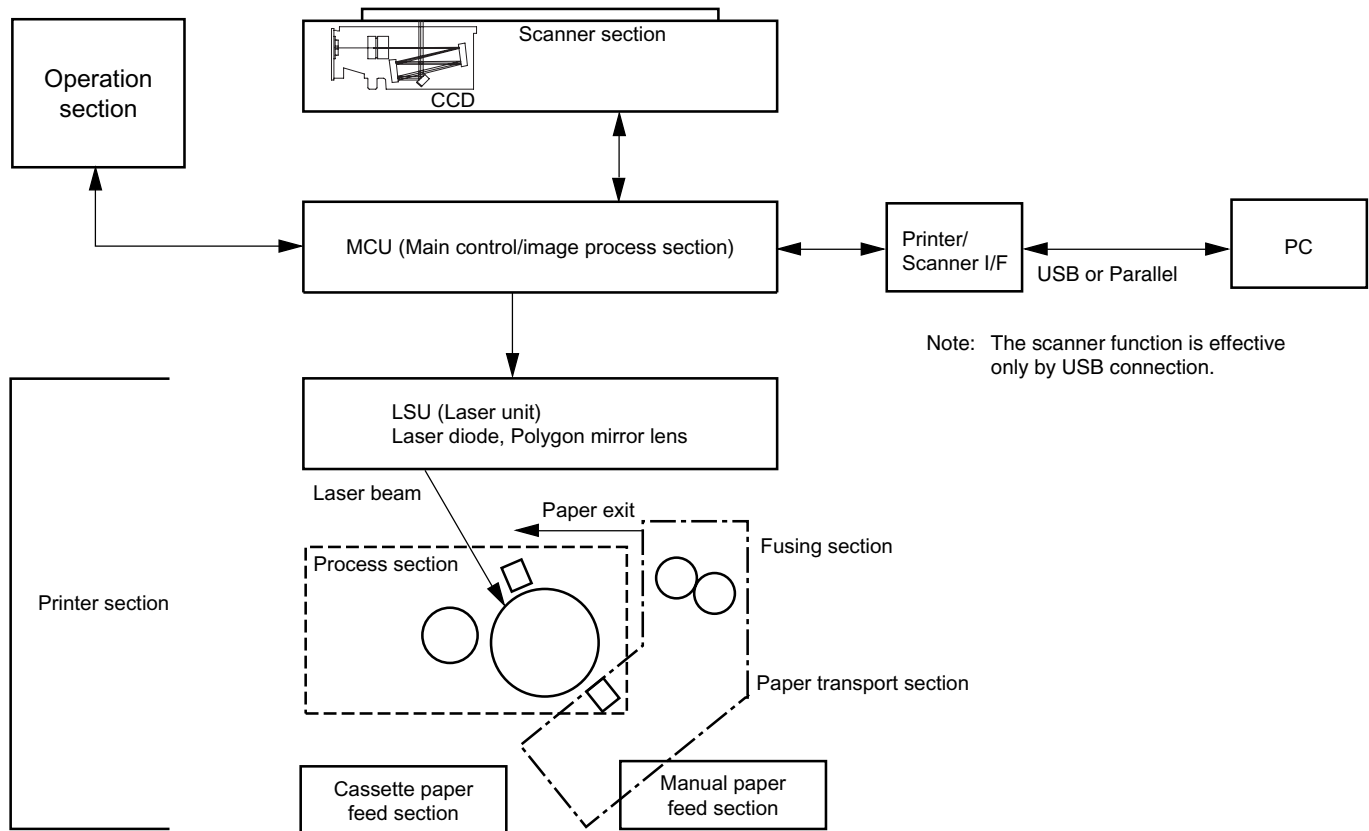 Scanner section
Operation
section
CCD
MCU (Main control/image process section)
Printer/
Scanner I/F
USB or Parallel
PC
Note: The scanner function is effective
only by USB connection.
LSU (Laser unit)
Laser diode, Polygon mirror lens
Laser beam
Paper exit
Process section
Fusing section
Printer section
Paper transport section
Cassette paper
feed section
Manual paper
feed section